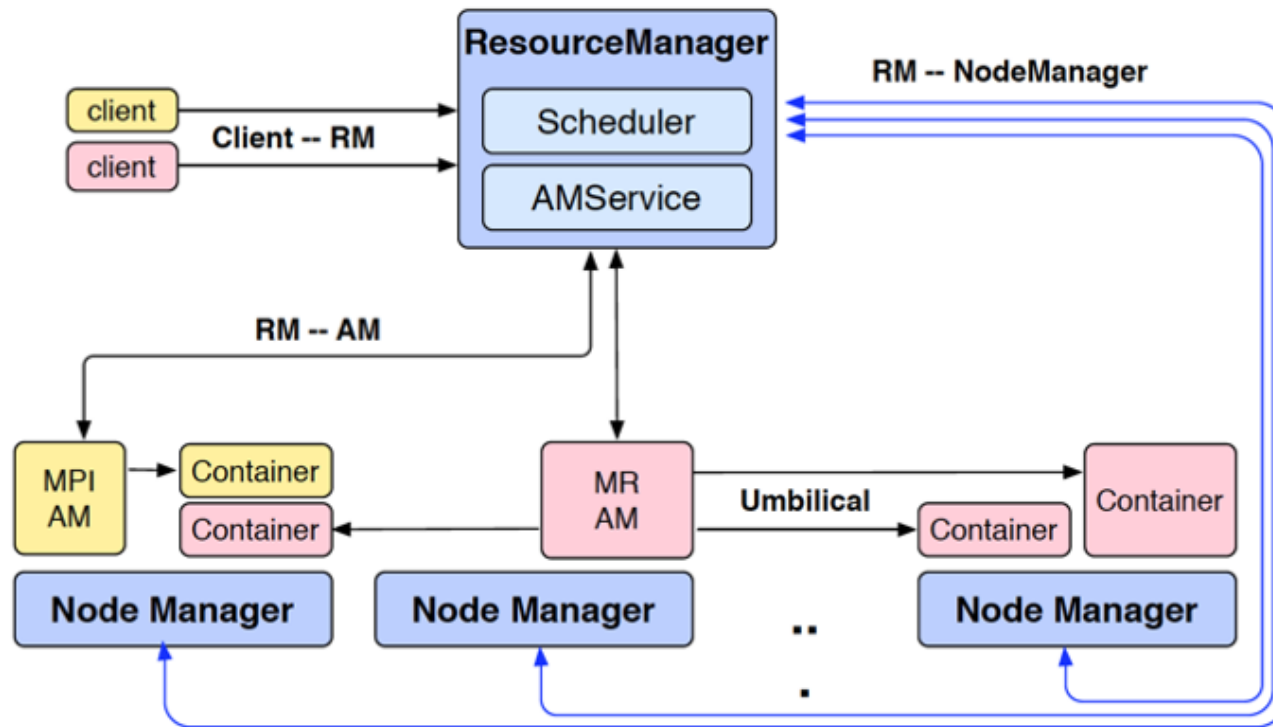 ResourceManager
RM -- NodeManager
client
Scheduler
Client -- RM
client
AMService
RM -- AM
MPI
AM
Container
Container
MR
AM
Umbilical
Container
Container
Node Manager
Node Manager
..
.
Node Manager